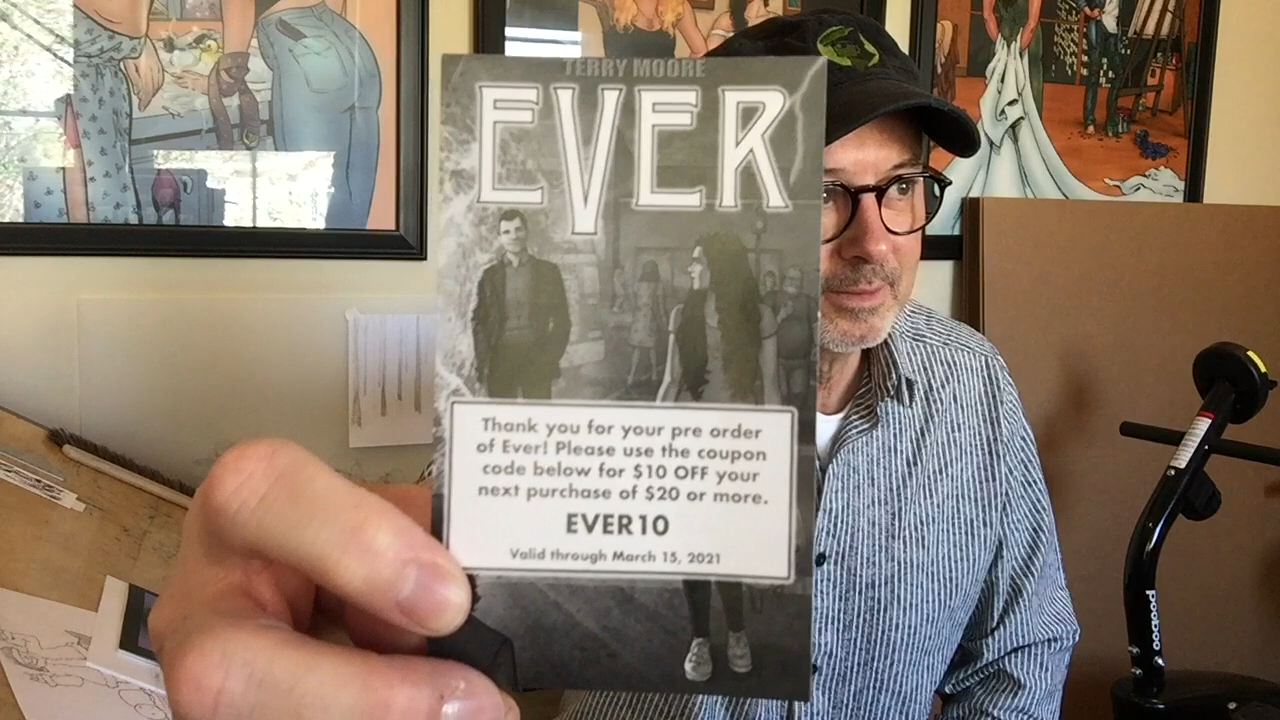 TERRY MOORE
EVER
Thank you for your pre order
of Ever! Please use the coupon
code below for $10 OFF your
next purchase of $20 or more.
EVER10
Valid through March 15, 2021
pooboo